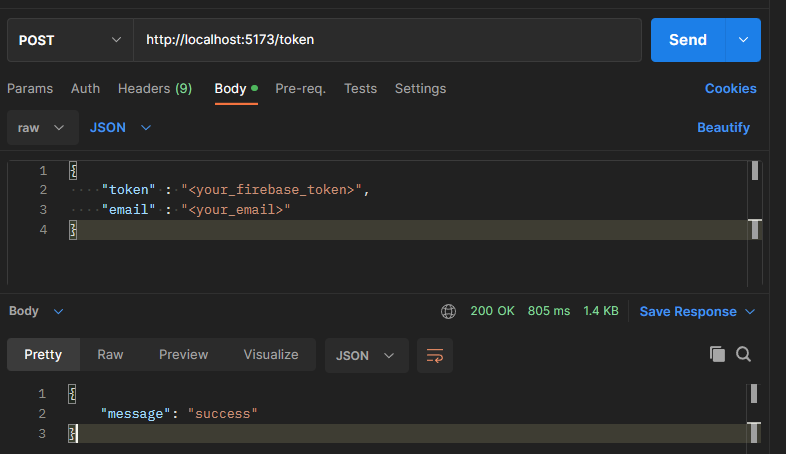 POST http://localhost:5173/token Send
Params Auth Headers (9) Body Pre-req. Tests Settings Cookies
raw JSON Beautify
1 {
2 "token" : "<your_firebase_token>",
3 "email" : "<your_email>"
4 }
Body 200 OK 805 ms 1.4 KB Save Response
Pretty Raw Preview Visualize JSON
1 {
2 "message": "success"
3 }